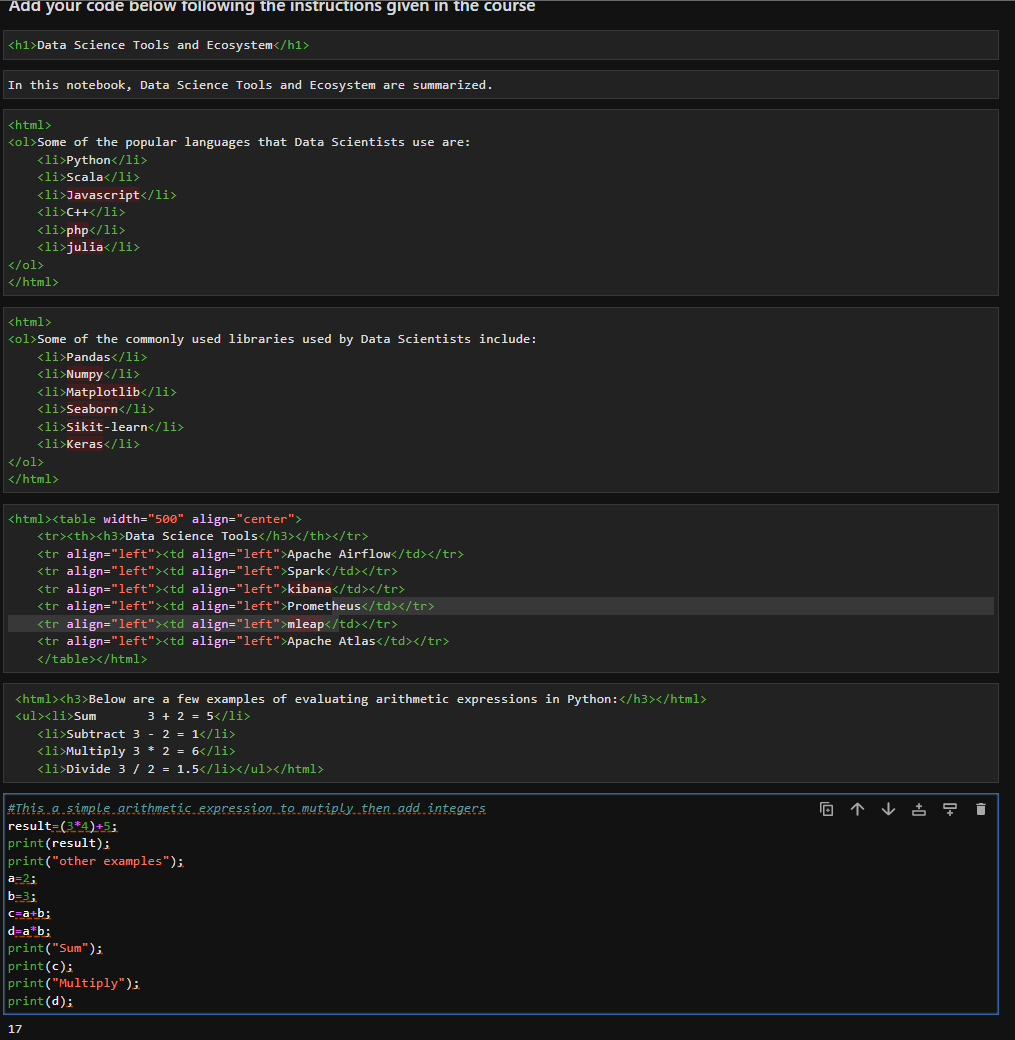 Add your code below following the instructions given in the course
<h1>Data Science Tools and Ecosystem</h1>
In this notebook, Data Science Tools and Ecosystem are summarized.
<html>
<ol>Some of the popular languages that Data Scientists use are:
    <li>Python</li>
    <li>Scala</li>
    <li>Javascript</li>
    <li>C++</li>
    <li>php</li>
    <li>julia</li>
</ol>
</html>
<html>
<ol>Some of the commonly used libraries used by Data Scientists include:
    <li>Pandas</li>
    <li>Numpy</li>
    <li>Matplotlib</li>
    <li>Seaborn</li>
    <li>Sikit-learn</li>
    <li>Keras</li>
</ol>
</html>
<html><table width="500" align="center">
    <tr><th><h3>Data Science Tools</h3></th></tr>
    <tr align="left"><td align="left">Apache Airflow</td></tr>
    <tr align="left"><td align="left">Spark</td></tr>
    <tr align="left"><td align="left">kibana</td></tr>
    <tr align="left"><td align="left">Prometheus</td></tr>
    <tr align="left"><td align="left">mleap</td></tr>
    <tr align="left"><td align="left">Apache Atlas</td></tr>
    </table></html>
 <html><h3>Below are a few examples of evaluating arithmetic expressions in Python:</h3></html>
 <ul><li>Sum       3 + 2 = 5</li>
    <li>Subtract 3 - 2 = 1</li>
    <li>Multiply 3 * 2 = 6</li>
    <li>Divide 3 / 2 = 1.5</li></ul></html>
#This a simple arithmetic expression to mutiply then add integers
result=(3*4)+5;
print(result);
print("other examples");
a=2;
b=3;
c=a+b;
d=a*b;
print("Sum");
print(c);
print("Multiply");
print(d);
17